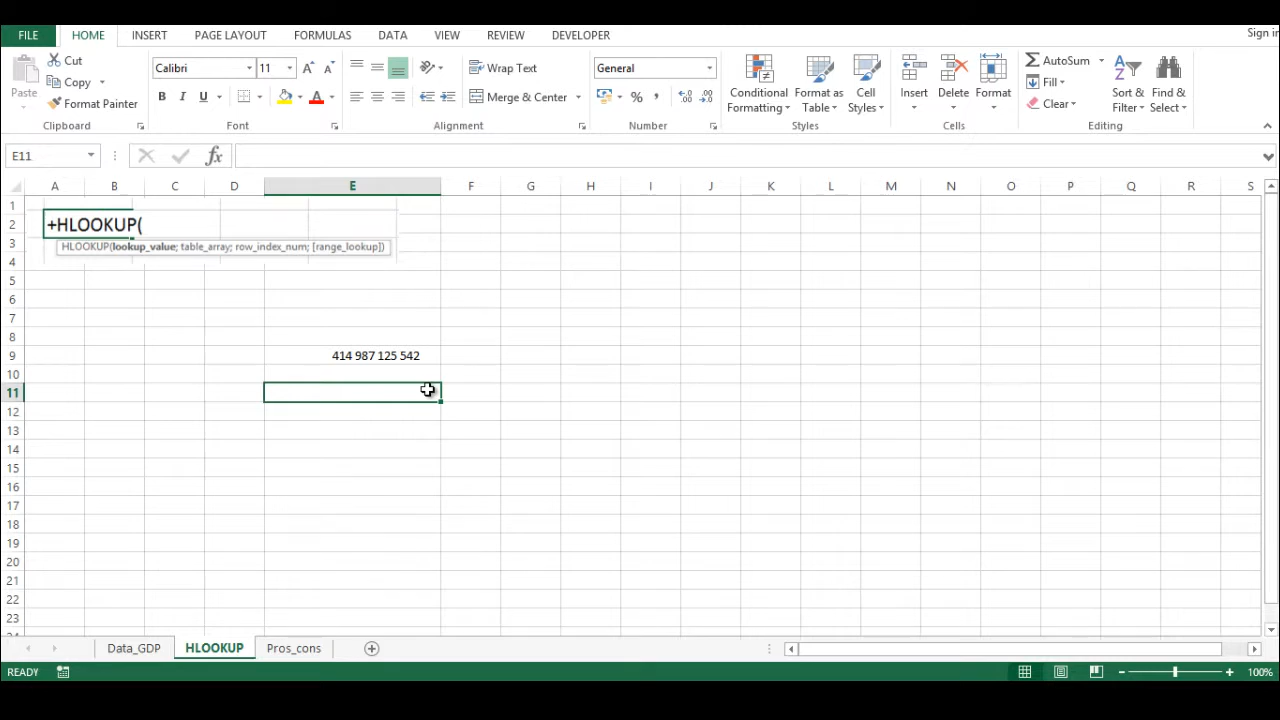 Sign in
FILE HOME INSERT PAGE LAYOUT FORMULAS DATA VIEW REVIEW DEVELOPER
Cut
Copy
Format Painter
Paste
Clipboard
Calibri 11
B I U A
A A
Font
Wrap Text
Merge & Center
Alignment
General
%
Number
Conditional Formatting
Format as Table
Cell Styles
Styles
Insert Delete Format
Cells
AutoSum
Fill
Clear
Sort & Filter
Find & Select
Editing
E11 fx
A B C D E F G H I J K L M N O P Q R S
1
2 +HLOOKUP(
3 HLOOKUP(lookup_value; table_array; row_index_num; [range_lookup])
4
5
6
7
8
9 414 987 125 542
10
11
12
13
14
15
16
17
18
19
20
21
22
23
24
Data_GDP HLOOKUP Pros_cons
READY 100%